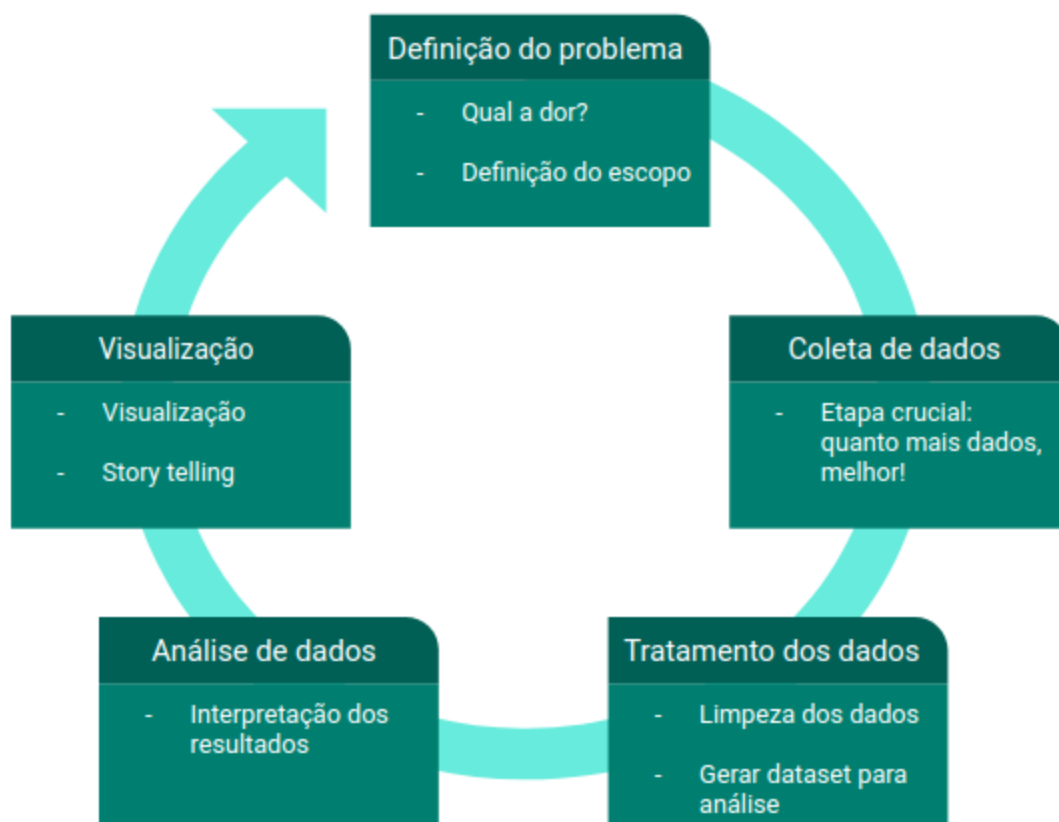 Definição do problema
- Qual a dor?
- Definição do escopo
Coleta de dados
- Etapa crucial:
quanto mais dados,
melhor!
Tratamento dos dados
- Limpeza dos dados
- Gerar dataset para
análise
Análise de dados
- Interpretação dos
resultados
Visualização
- Visualização
- Story telling